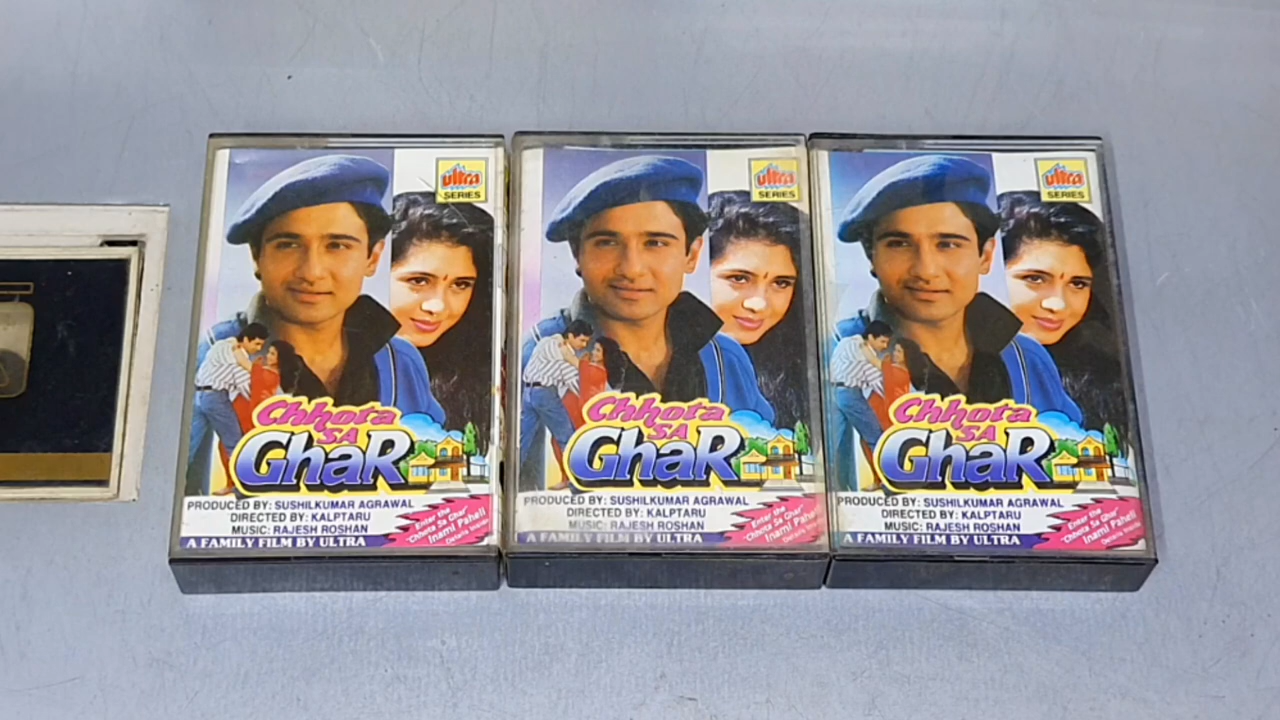 ultra
SERIES
Chhota
SA
GhaR
PRODUCED BY: SUSHILKUMAR AGRAWAL
DIRECTED BY: KALPTARU
MUSIC: RAJESH ROSHAN
A FAMILY FILM BY ULTRA
Enter the
"Chhota Sa Ghar"
Inami Paheli
Details Inside
ultra
SERIES
Chhota
SA
GhaR
PRODUCED BY: SUSHILKUMAR AGRAWAL
DIRECTED BY: KALPTARU
MUSIC: RAJESH ROSHAN
A FAMILY FILM BY ULTRA
Enter the
"Chhota Sa Ghar"
Inami Paheli
ultra
SERIES
Chhota
SA
GhaR
PRODUCED BY: SUSHILKUMAR AGRAWAL
DIRECTED BY: KALPTARU
MUSIC: RAJESH ROSHAN
A FAMILY FILM BY ULTRA
Enter the
"Chhota Sa Ghar"
Inami Paheli
Details Inside